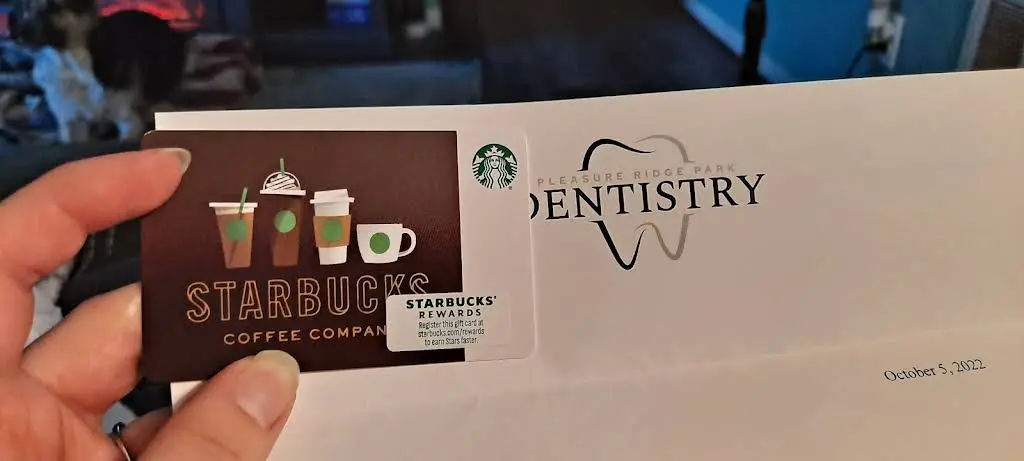 STARBUCKS
COFFEE COMPAN
STARBUCKS®
REWARDS
Register this gift card at
starbucks.com/rewards
to earn Stars faster.
PLEASURE RIDGE PARK
DENTISTRY
October 5, 2022